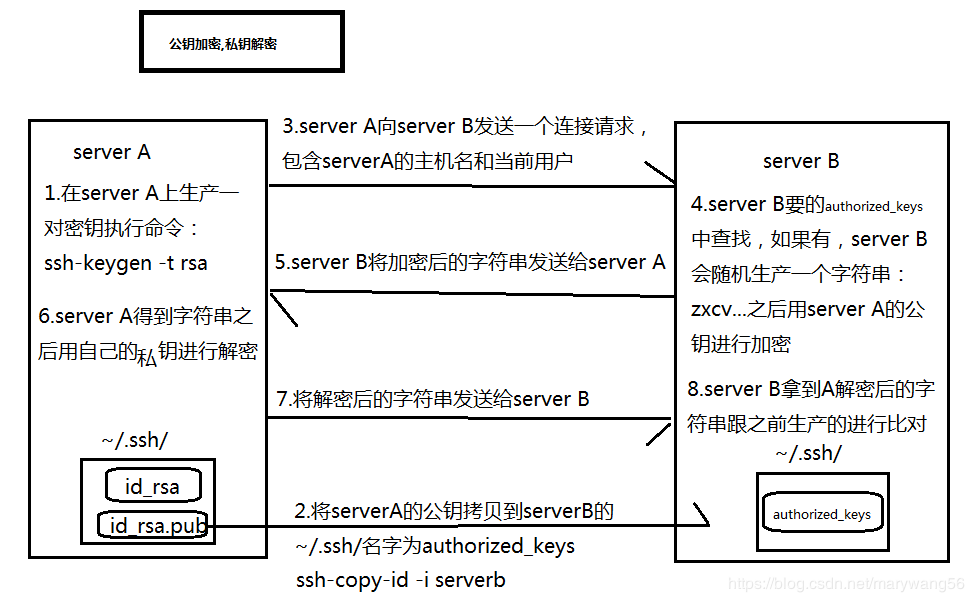 公钥加密,私钥解密
server A
1.在server A上生产一
对密钥执行命令：
ssh-keygen -t rsa
6.server A得到字符串之
后用自己的私钥进行解密
~/.ssh/
id_rsa
id_rsa.pub
3.server A向server B发送一个连接请求，
包含serverA的主机名和当前用户
5.server B将加密后的字符串发送给server A
7.将解密后的字符串发送给server B
2.将serverA的公钥拷贝到serverB的
~/.ssh/名字为authorized_keys
ssh-copy-id -i serverb
server B
4.server B要的authorized_keys
中查找，如果有，server B
会随机生产一个字符串：
zxcv...之后用server A的公
钥进行加密
8.server B拿到A解密后的字
符串跟之前生产的进行比对
~/.ssh/
authorized_keys
https://blog.csdn.net/marywang56